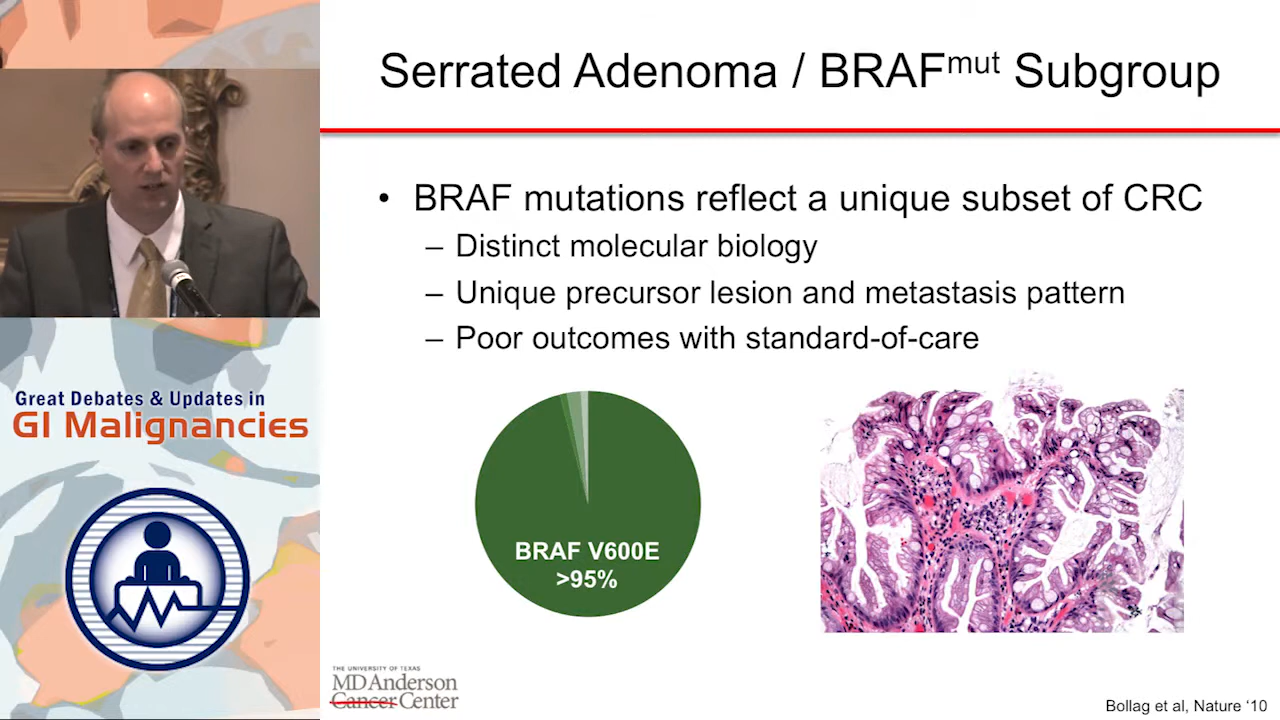 Serrated Adenoma / BRAFmut Subgroup
• BRAF mutations reflect a unique subset of CRC
– Distinct molecular biology
– Unique precursor lesion and metastasis pattern
– Poor outcomes with standard-of-care
BRAF V600E
>95%
Great Debates & Updates in
GI Malignancies
THE UNIVERSITY OF TEXAS
MD Anderson
Cancer Center
Bollag et al, Nature ‘10